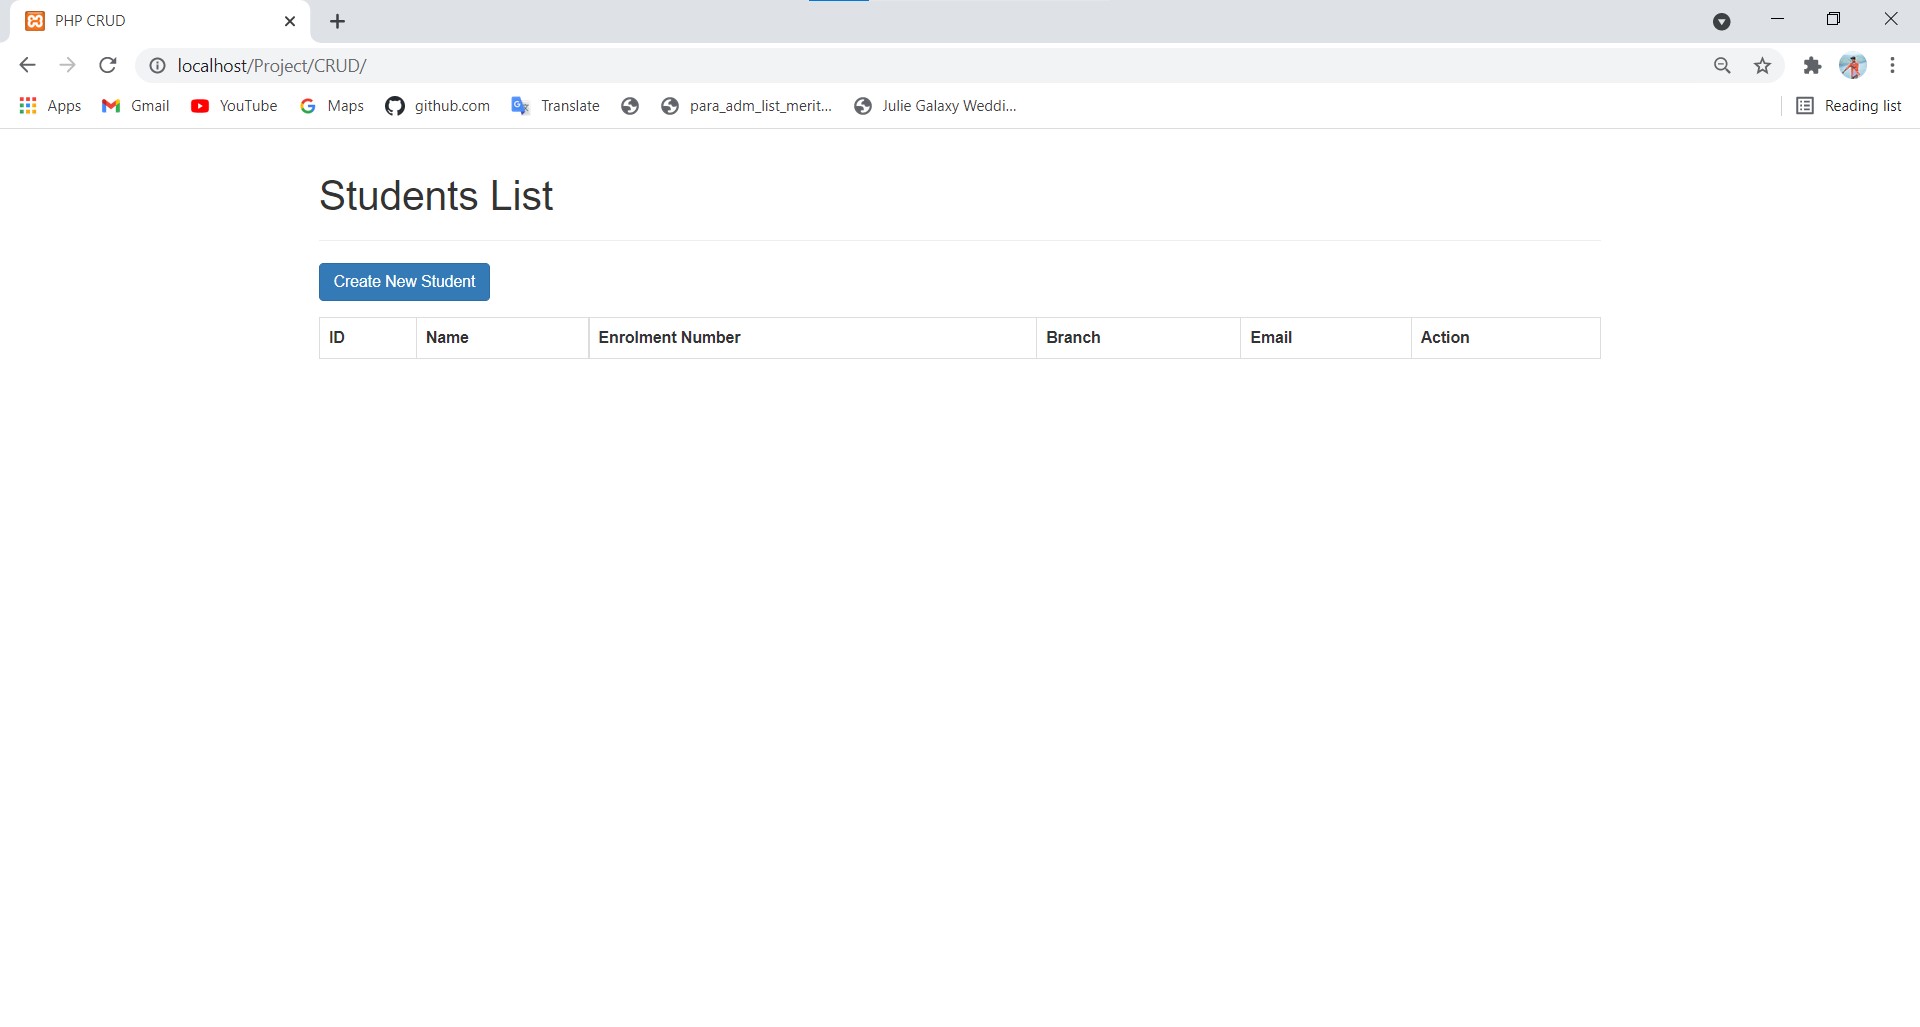 PHP CRUD
localhost/Project/CRUD/
Apps Gmail YouTube Maps github.com Translate para_adm_list_merit... Julie Galaxy Weddi... Reading list
Students List
Create New Student
ID Name Enrolment Number Branch Email Action